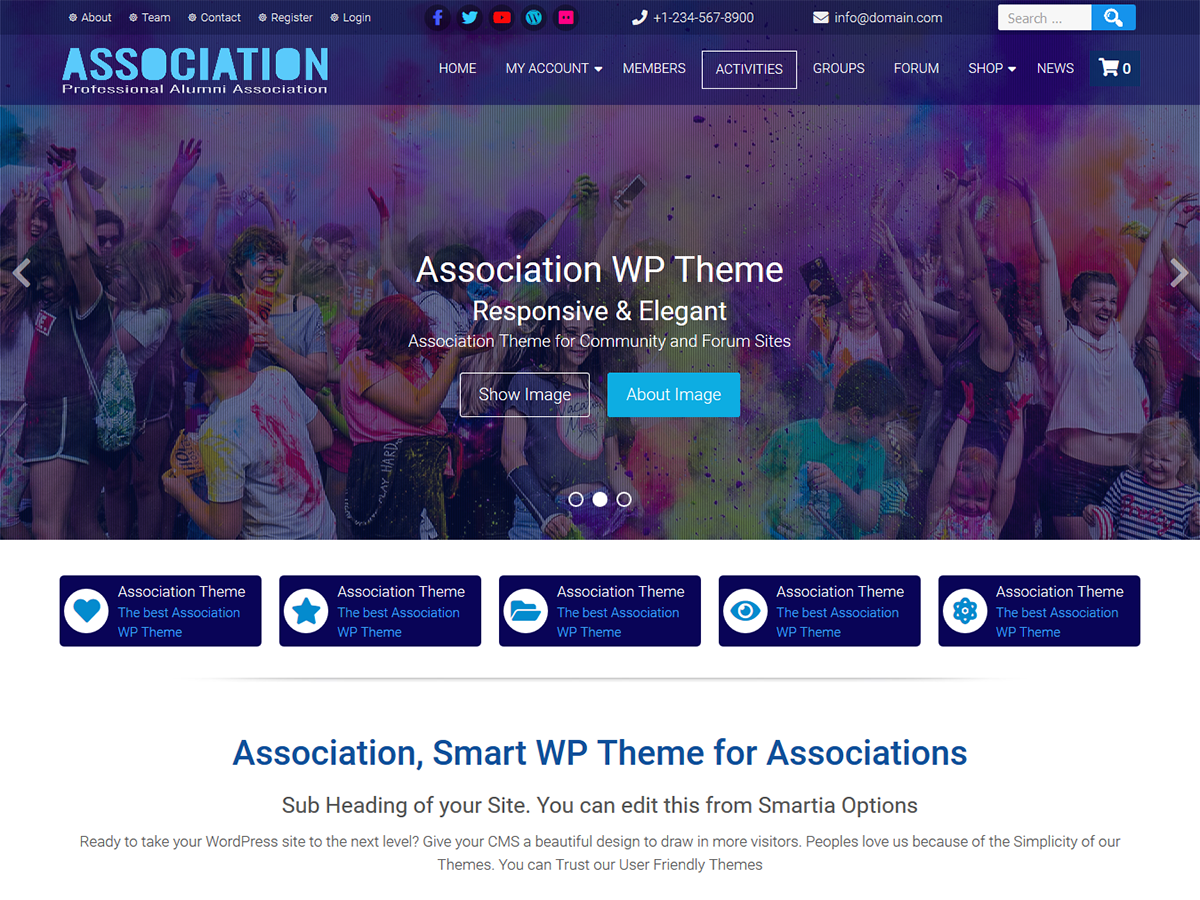 About Team Contact Register Login
+1-234-567-8900
info@domain.com
Search ...
ASSOCIATION
Professional Alumni Association
HOME MY ACCOUNT MEMBERS ACTIVITIES GROUPS FORUM SHOP NEWS 0
Association WP Theme
Responsive & Elegant
Association Theme for Community and Forum Sites
Show Image About Image
PLAY HARD
Association Theme
The best Association
WP Theme
Association Theme
The best Association
WP Theme
Association Theme
The best Association
WP Theme
Association Theme
The best Association
WP Theme
Association Theme
The best Association
WP Theme
Association, Smart WP Theme for Associations
Sub Heading of your Site. You can edit this from Smartia Options
Ready to take your WordPress site to the next level? Give your CMS a beautiful design to draw in more visitors. Peoples love us because of the Simplicity of our
Themes. You can Trust our User Friendly Themes